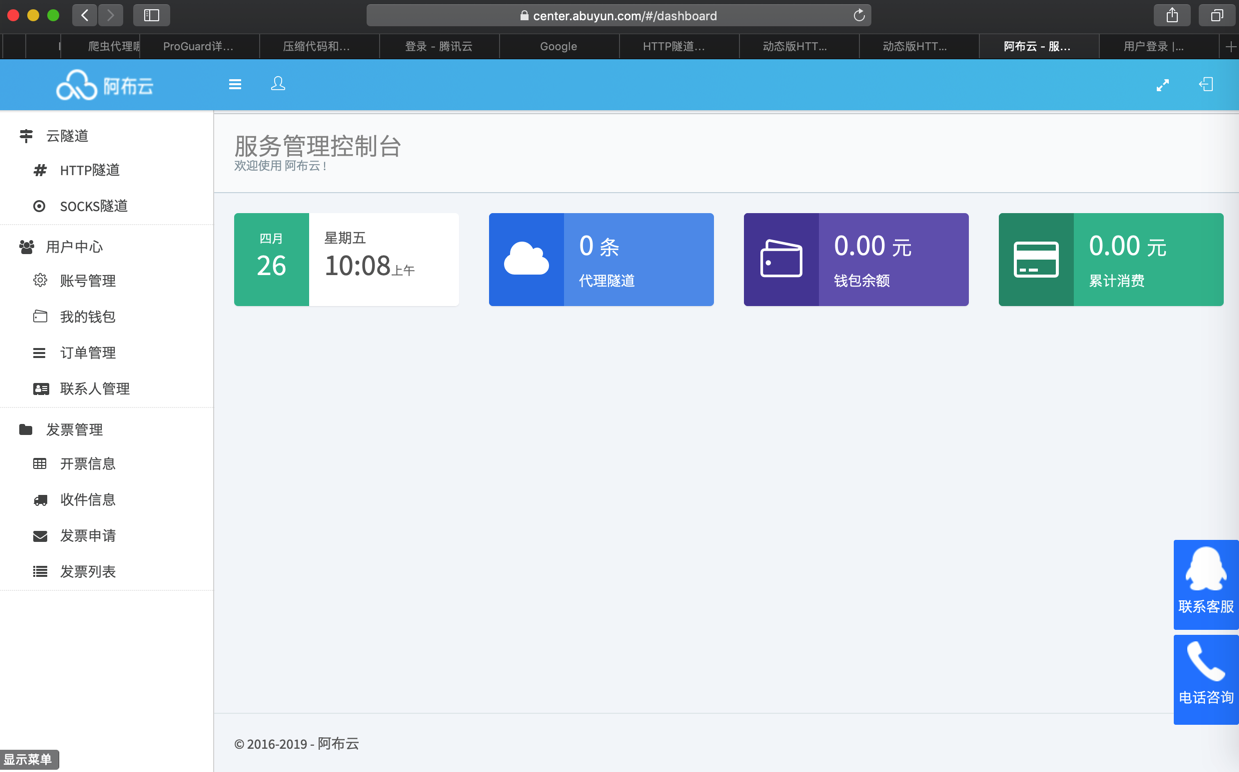 center.abuyun.com/#/dashboard
爬虫代理
ProGuard详...
压缩代码和...
登录 - 腾讯云
Google
HTTP隧道...
动态版HTT...
动态版HTT...
阿布云 - 服...
用户登录 |...
阿布云
云隧道
HTTP隧道
SOCKS隧道
用户中心
账号管理
我的钱包
订单管理
联系人管理
发票管理
开票信息
收件信息
发票申请
发票列表
服务管理控制台
欢迎使用 阿布云 !
四月
26
星期五
10:08上午
0 条
代理隧道
0.00 元
钱包余额
0.00 元
累计消费
联系客服
电话咨询
© 2016-2019 - 阿布云
显示菜单